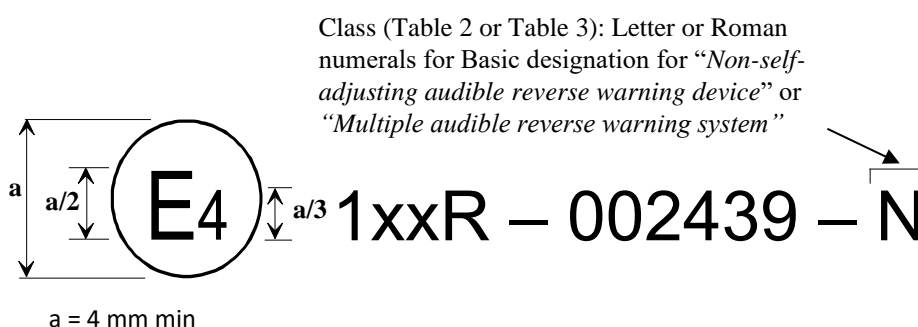 Class (Table 2 or Table 3): Letter or Roman
numerals for Basic designation for “Non-self-
adjusting audible reverse warning device” or
“Multiple audible reverse warning system”
a
a/2
E4
a/3
1xxR – 002439 – N
a = 4 mm min